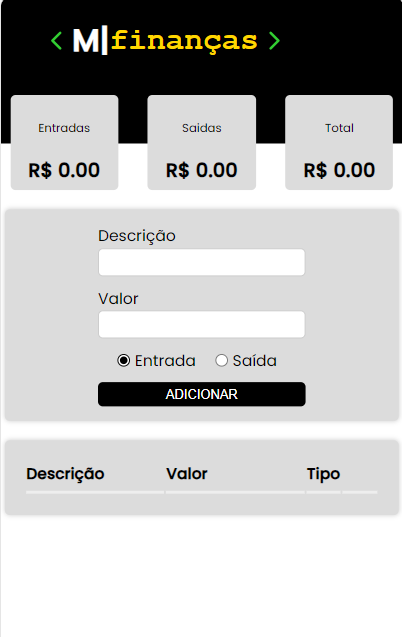 < M|finanças >
Entradas Saidas Total
R$ 0.00 R$ 0.00 R$ 0.00
Descrição
Valor
Entrada Saída
ADICIONAR
Descrição Valor Tipo